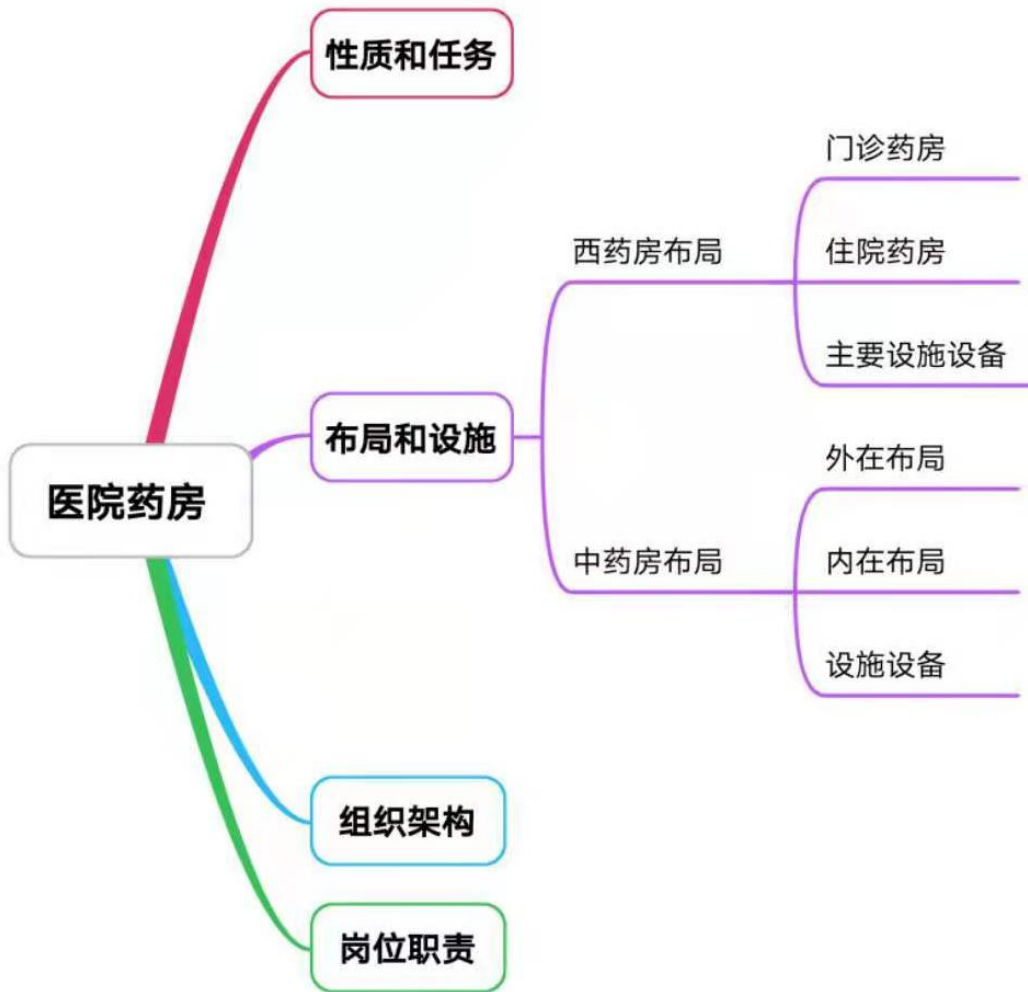 性质和任务
门诊药房
西药房布局
住院药房
主要设施设备
布局和设施
外在布局
医院药房
中药房布局
内在布局
设施设备
组织架构
岗位职责